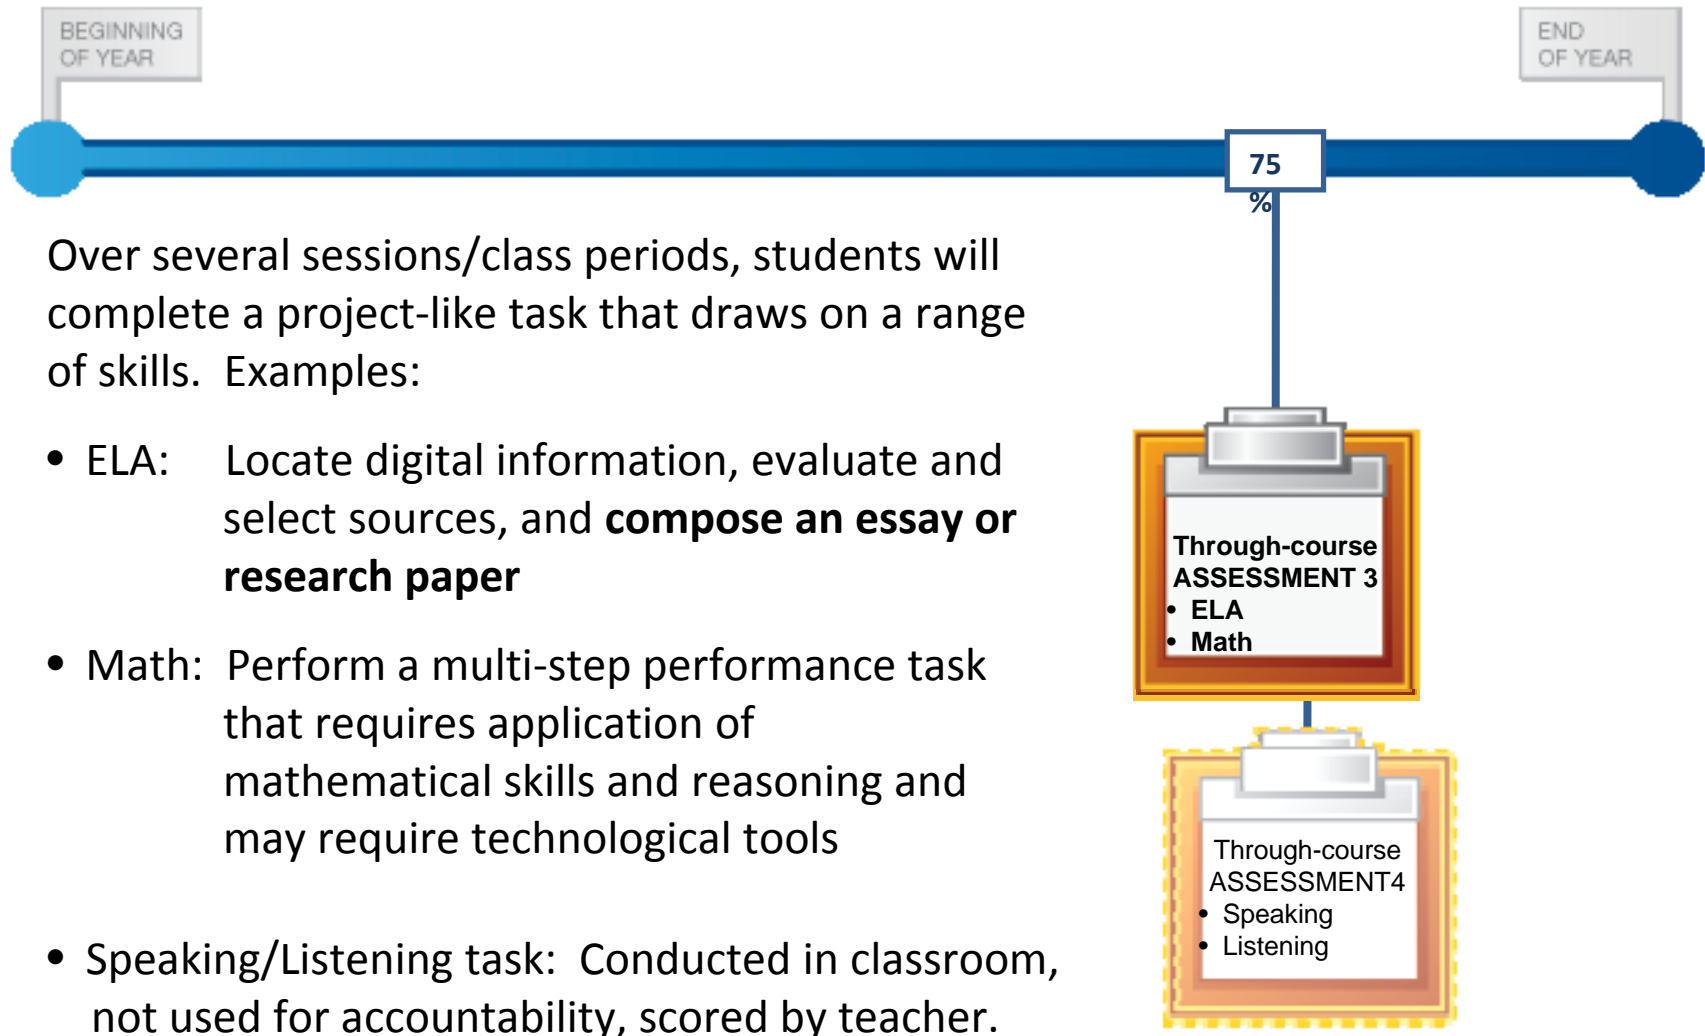 BEGINNING
OF YEAR
END
OF YEAR
75
%
Over several sessions/class periods, students will
complete a project-like task that draws on a range
of skills.  Examples:
• ELA:  Locate digital information, evaluate and
select sources, and compose an essay or
research paper
• Math:  Perform a multi-step performance task
that requires application of
mathematical skills and reasoning and
may require technological tools
• Speaking/Listening task:  Conducted in classroom,
not used for accountability, scored by teacher.
Through-course
ASSESSMENT 3
• ELA
• Math
Through-course
ASSESSMENT4
• Speaking
• Listening